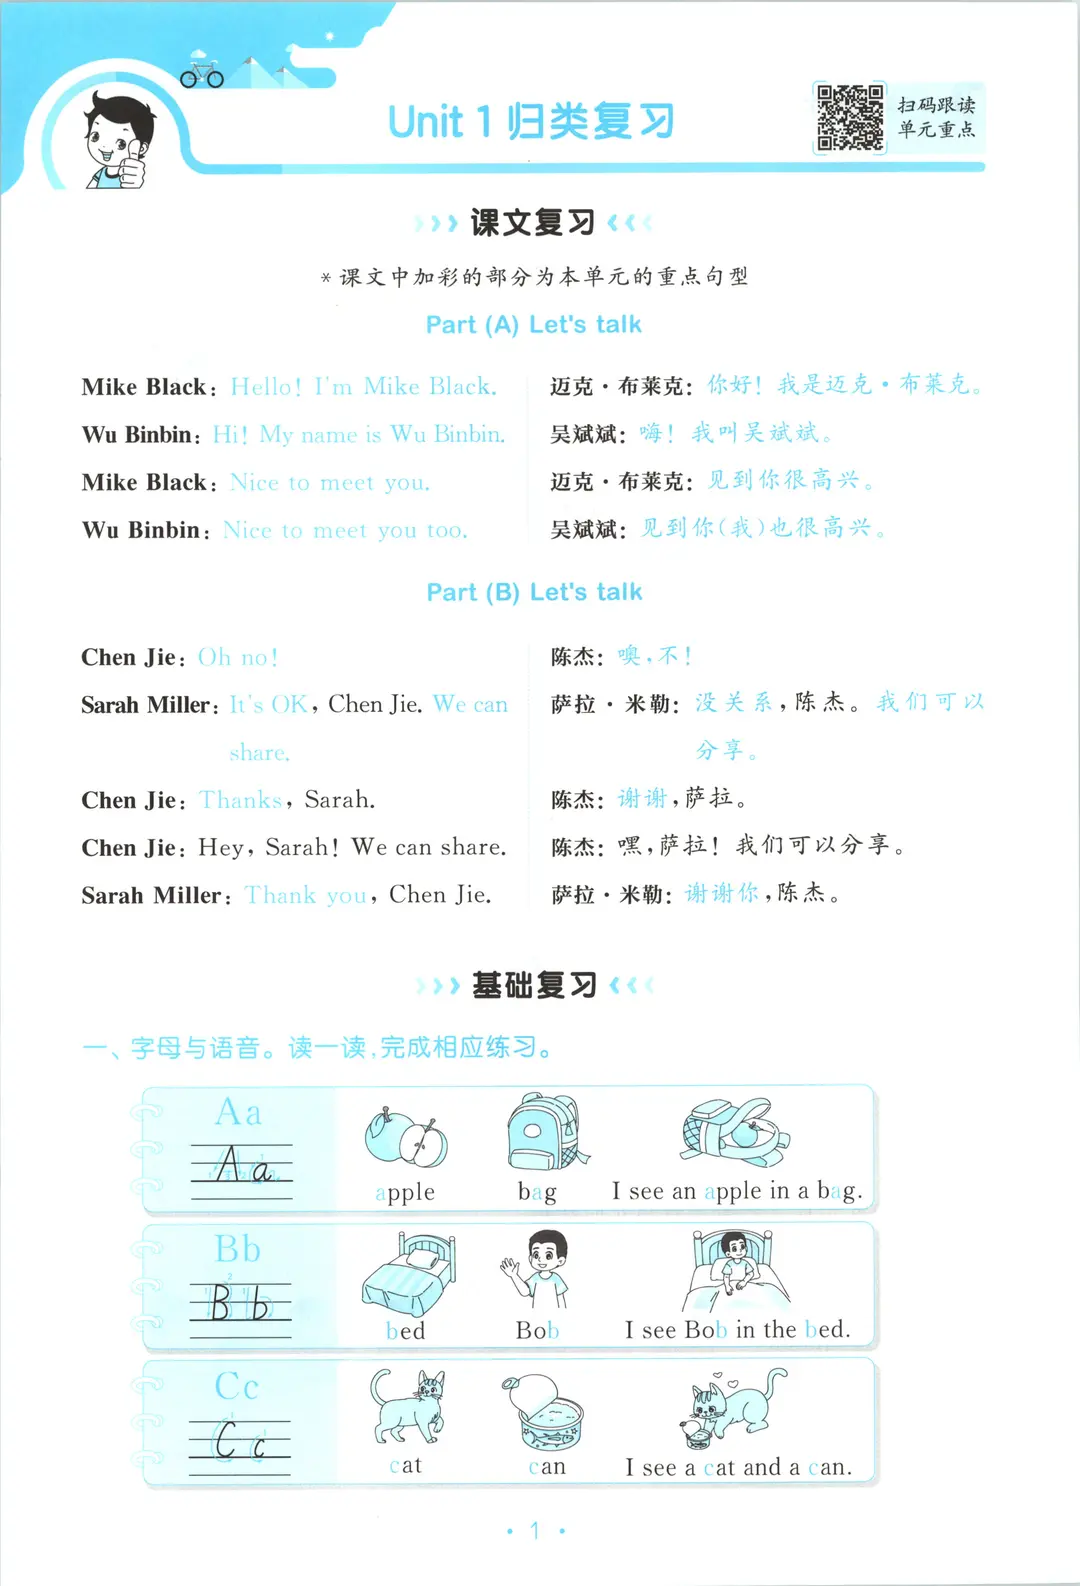 Unit 1 归类复习
扫码跟读
单元重点
课文复习
*课文中加彩的部分为本单元的重点句型
Part (A) Let's talk
Mike Black: Hello! I'm Mike Black.
迈克·布莱克: 你好! 我是迈克·布莱克。
Wu Binbin: Hi! My name is Wu Binbin.
吴斌斌: 嗨! 我叫吴斌斌。
Mike Black: Nice to meet you.
迈克·布莱克: 见到你很高兴。
Wu Binbin: Nice to meet you too.
吴斌斌: 见到你(我)也很高兴。
Part (B) Let's talk
Chen Jie: Oh no!
陈杰: 噢,不!
Sarah Miller: It's OK, Chen Jie. We can
share.
萨拉·米勒: 没关系,陈杰。我们可以
分享。
Chen Jie: Thanks, Sarah.
陈杰: 谢谢,萨拉。
Chen Jie: Hey, Sarah! We can share.
陈杰: 嘿,萨拉! 我们可以分享。
Sarah Miller: Thank you, Chen Jie.
萨拉·米勒: 谢谢你,陈杰。
基础复习
一、字母与语音。读一读,完成相应练习。
Aa
Aa
apple
bag
I see an apple in a bag.
Bb
Bb
bed
Bob
I see Bob in the bed.
Cc
Cc
cat
can
I see a cat and a can.
· 1 ·